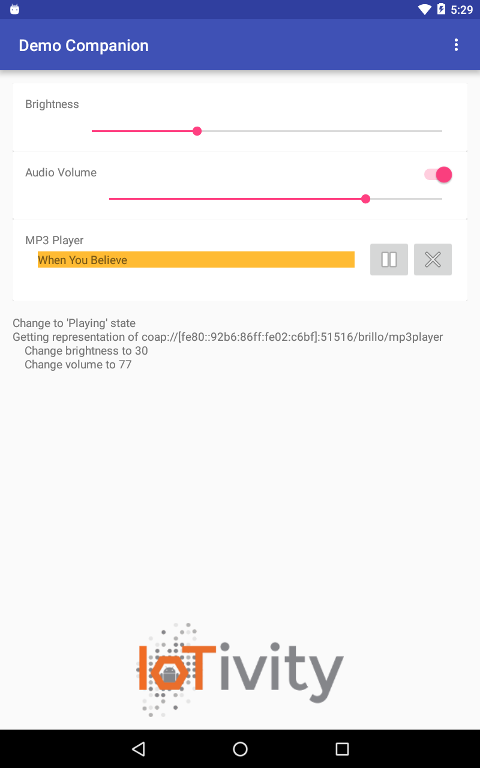 5:29
Demo Companion
Brightness
Audio Volume
MP3 Player
When You Believe
Change to 'Playing' state
Getting representation of coap://[fe80::92b6:86ff:fe02:c6bf]:51516/brillo/mp3player
Change brightness to 30
Change volume to 77
IoTivity